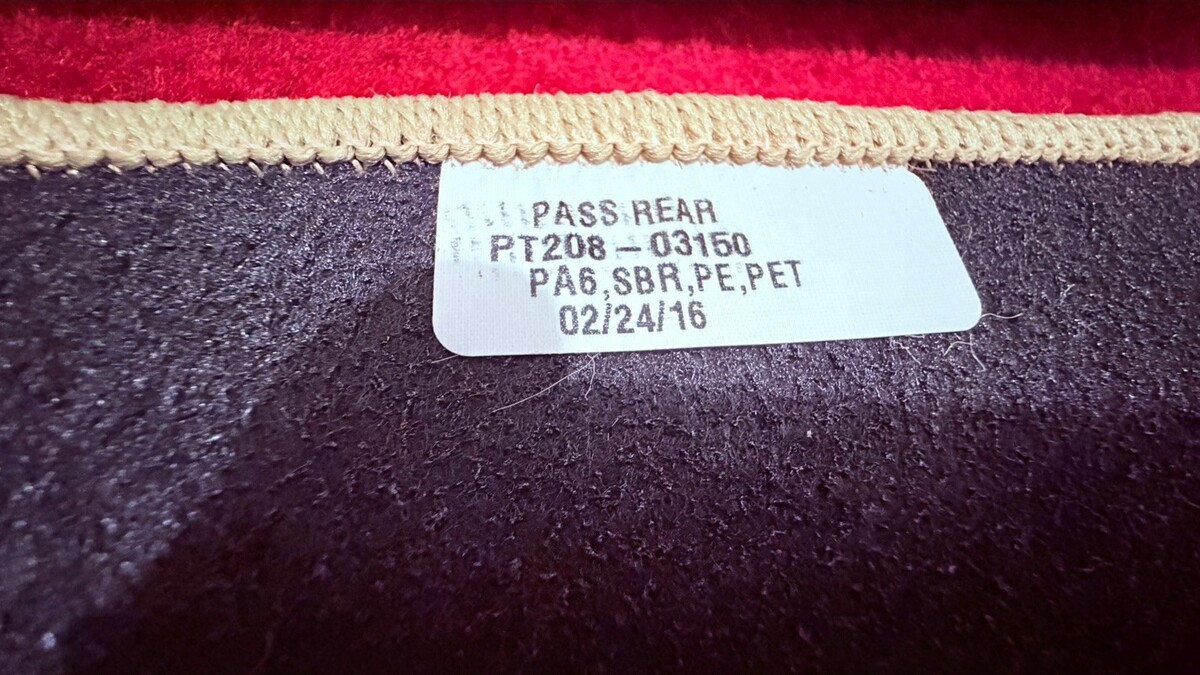 PASS REAR
PT208-03150
PA6,SBR,PE,PET
02/24/16